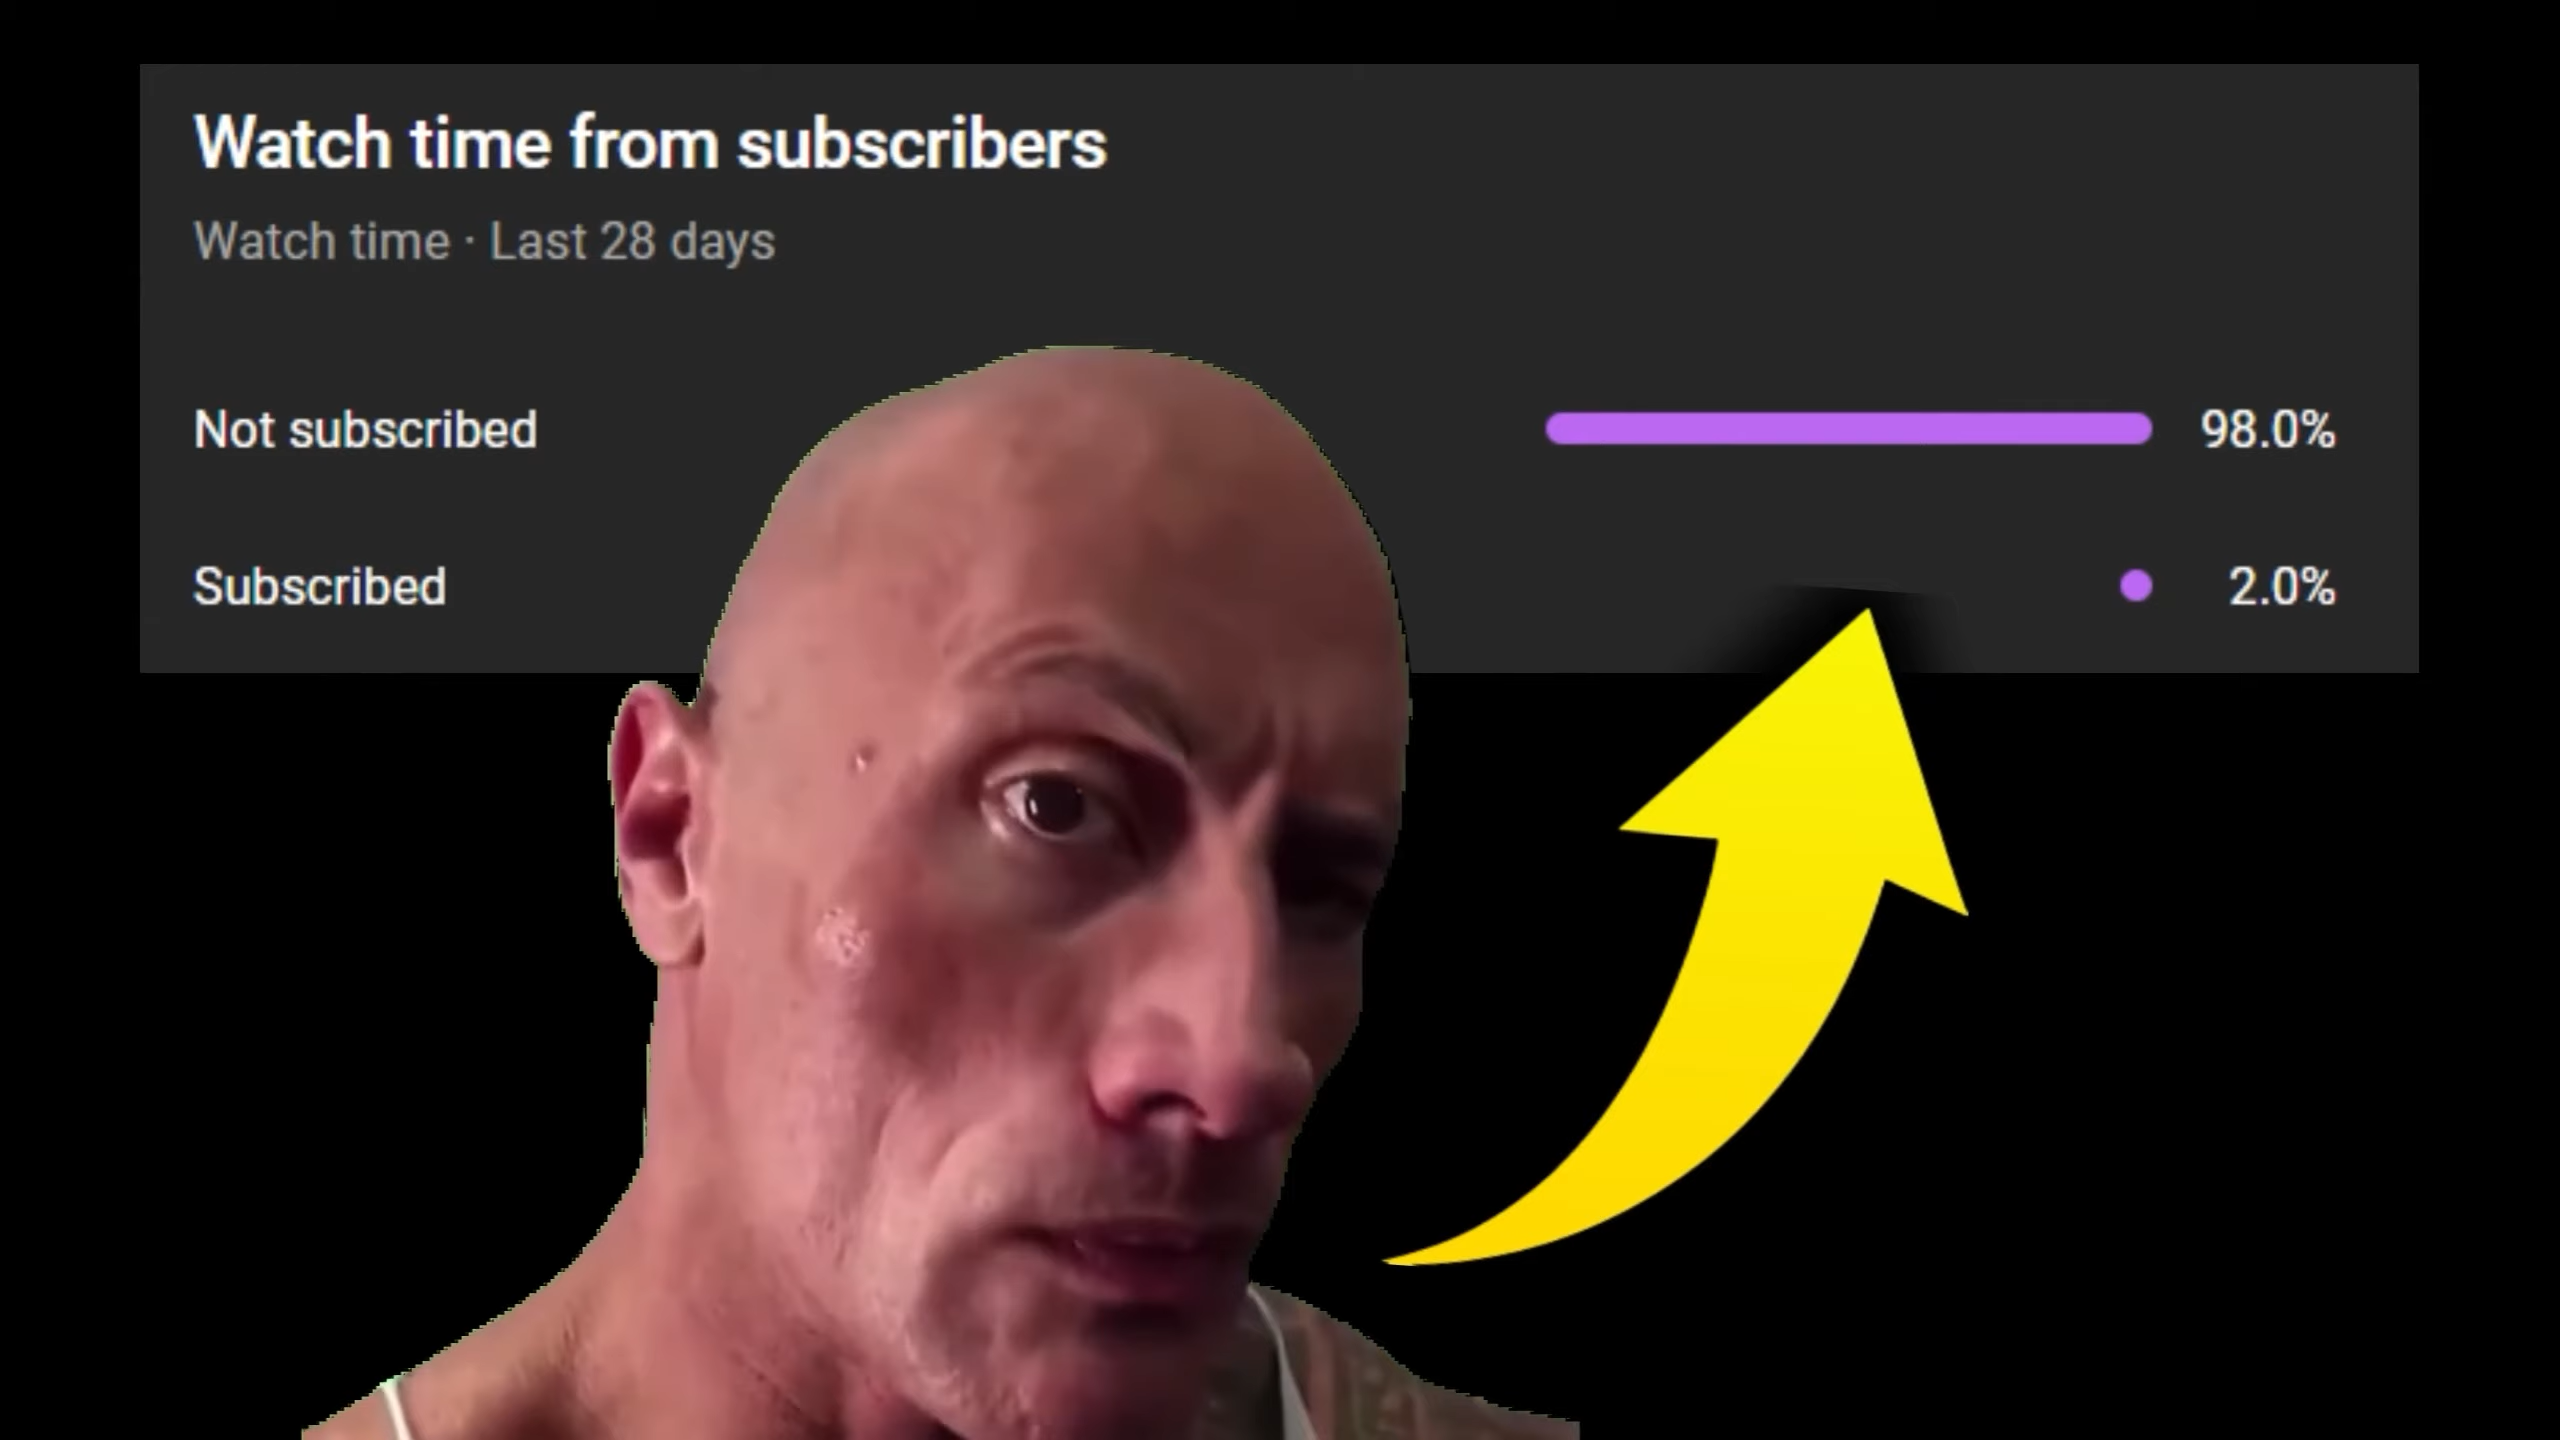 Watch time from subscribers
Watch time · Last 28 days
Not subscribed 98.0%
Subscribed 2.0%